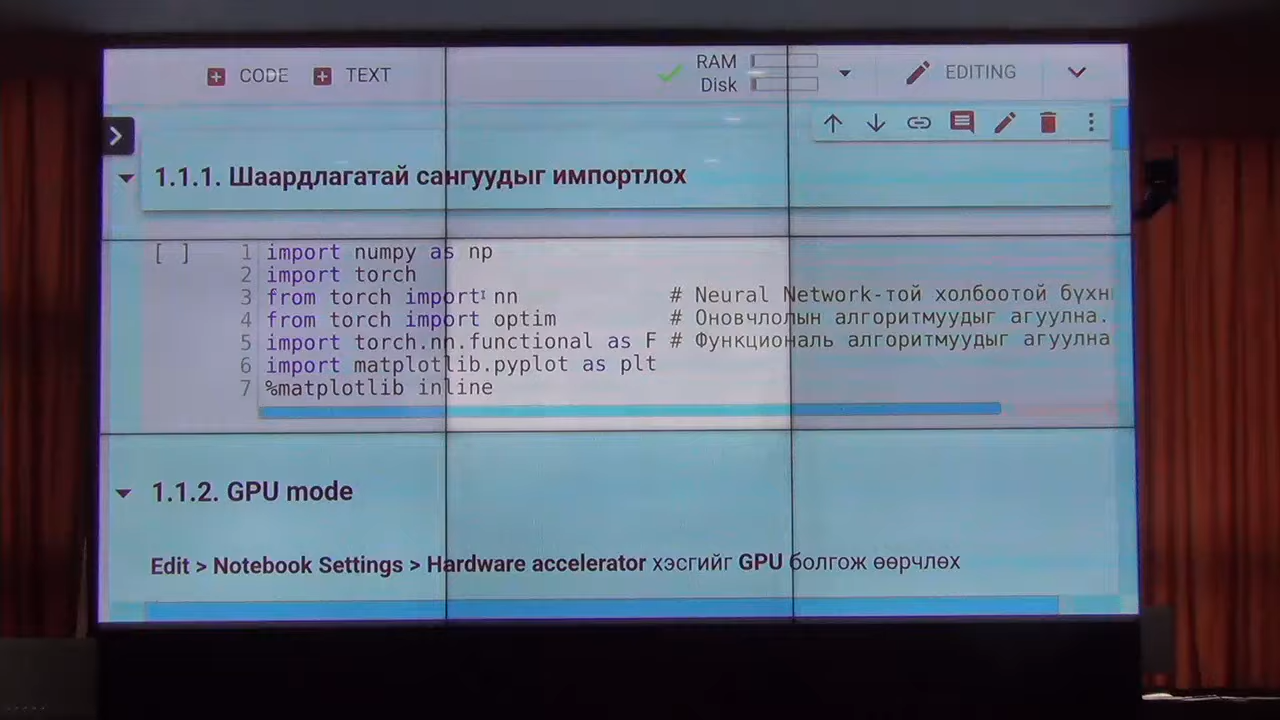 CODE TEXT RAM EDITING
Disk
1.1.1. Шаардлагатай сангуудыг импортлох
[ ] 1 import numpy as np
2 import torch
3 from torch import nn # Neural Network-той холбоотой
4 from torch import optim # Оновчлолын алгоритмуудыг агуулна.
5 import torch.nn.functional as F # Функциональ алгоритмуудыг агуулна
6 import matplotlib.pyplot as plt
7 %matplotlib inline
1.1.2. GPU mode
Edit > Notebook Settings > Hardware accelerator хэсгийг GPU болгож өөрчлөх